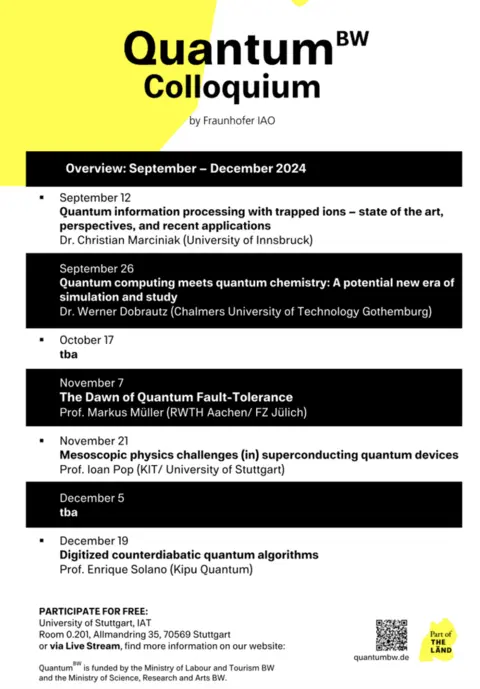 Quantum BW
Colloquium
by Fraunhofer IAO
Overview: September – December 2024
▪ September 12
Quantum information processing with trapped ions – state of the art,
perspectives, and recent applications
Dr. Christian Marciniak (University of Innsbruck)
September 26
Quantum computing meets quantum chemistry: A potential new era of
simulation and study
Dr. Werner Dobrautz (Chalmers University of Technology Gothemburg)
▪ October 17
tba
November 7
The Dawn of Quantum Fault-Tolerance
Prof. Markus Müller (RWTH Aachen/ FZ Jülich)
▪ November 21
Mesoscopic physics challenges (in) superconducting quantum devices
Prof. Ioan Pop (KIT/ University of Stuttgart)
December 5
tba
▪ December 19
Digitized counterdiabatic quantum algorithms
Prof. Enrique Solano (Kipu Quantum)
PARTICIPATE FOR FREE:
University of Stuttgart, IAT
Room 0.201, Allmandring 35, 70569 Stuttgart
or via Live Stream, find more information on our website:
Quantum BW is funded by the Ministry of Labour and Tourism BW
and the Ministry of Science, Research and Arts BW.
quantumbw.de
Part of
THE
LÄND